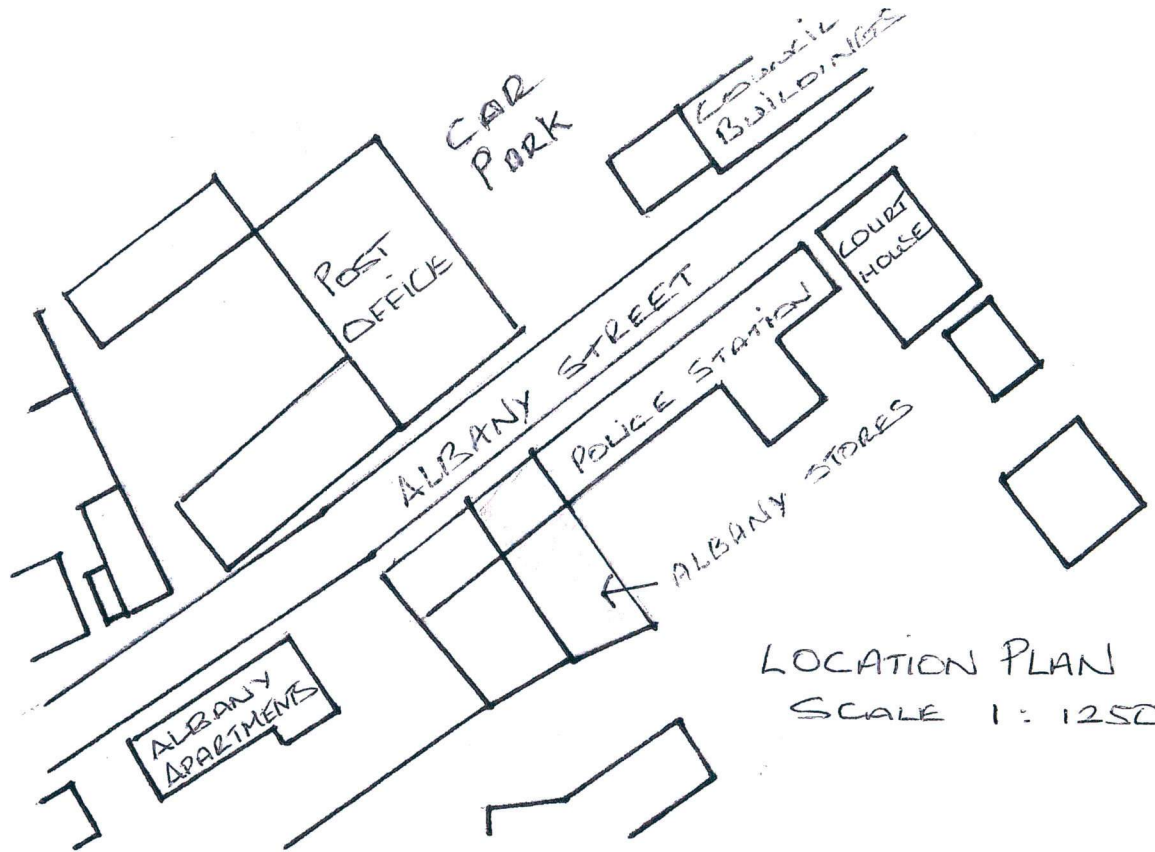 CAR
PARK
COUNCIL
BUILDINGS
POST
OFFICE
COURT
HOUSE
ALBANY STREET
POLICE STATION
ALBANY STORES
ALBANY
APARTMENTS
LOCATION PLAN
SCALE 1:1250